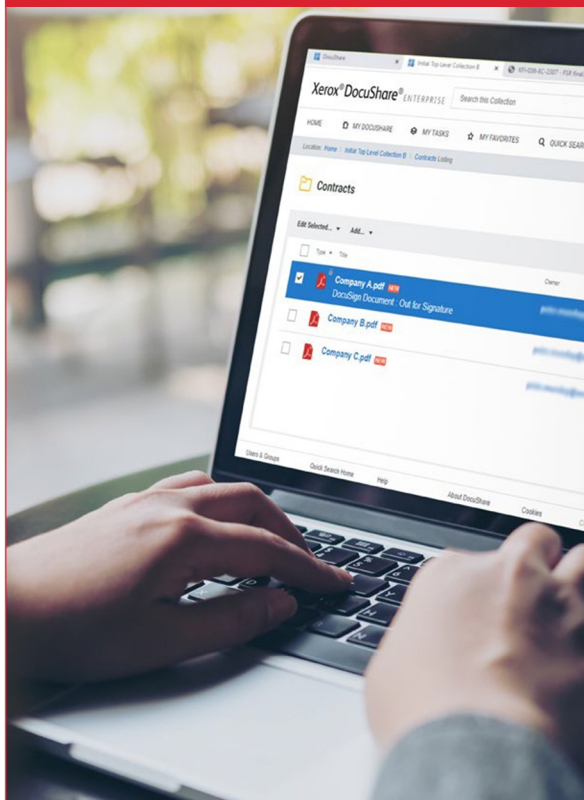 DocuShare
Initial Top Level Collection B
Xerox® DocuShare® ENTERPRISE
Search this Collection
HOME
MY DOCUSHARE
MY TASKS
MY FAVORITES
QUICK SEAR
Location: Home
Initial Top Level Collection B
Contracts Listing
Contracts
Edit Selected...
Add...
Type
Title
Owner
Company A.pdf NEW
DocuSign Document : Out for Signature
Company B.pdf NEW
Company C.pdf NEW
Users & Groups
Quick Search Home
Help
About DocuShare
Cookies